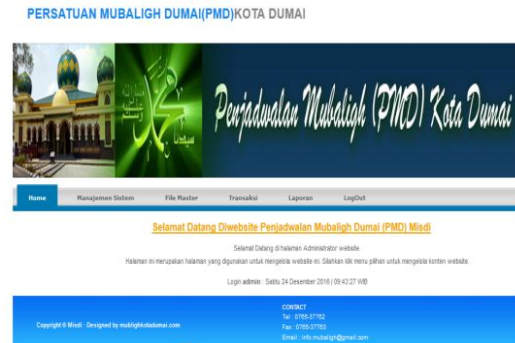 PERSATUAN MUBALIGH DUMAI(PMD)KOTA DUMAI
Penjadwalan Mubaligh (PMD) Kota Dumai
Home Manajemen Sistem File Master Transaksi Laporan LogOut
Selamat Datang Diwebsite Penjadwalan Mubaligh Dumai (PMD) Misdi
Selamat Datang di halaman Administrator website.
Halaman ini merupakan halaman yang digunakan untuk mengelola website ini. Silahkan klik menu pilihan untuk mengelola konten website.
Login admin : Sabtu 24 Desember 2016 | 09:43:27 WIB
CONTACT
Tel : 0765-37762
Copyright © Misdi - Designed by mublighkotadumai.com
Fax : 0765-37763
Email : Info.mubaligh@gmail.com